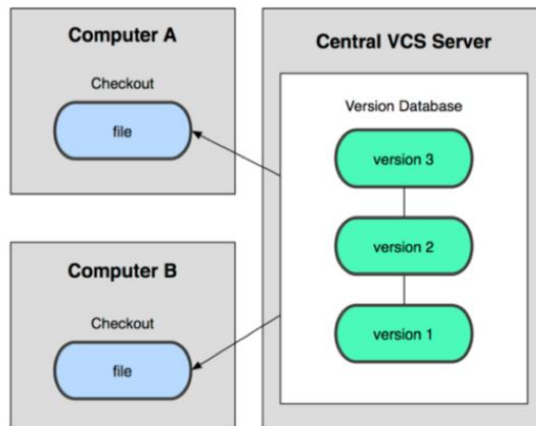 Computer A
Checkout
file
Computer B
Checkout
file
Central VCS Server
Version Database
version 3
version 2
version 1